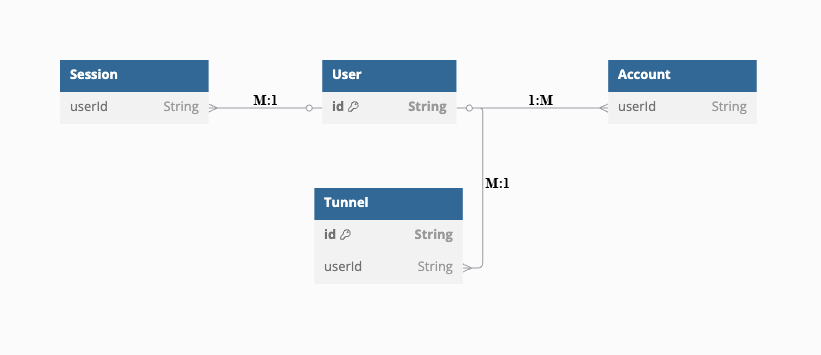 Session
userId String
M:1
User
id String
1:M
Account
userId String
M:1
Tunnel
id String
userId String